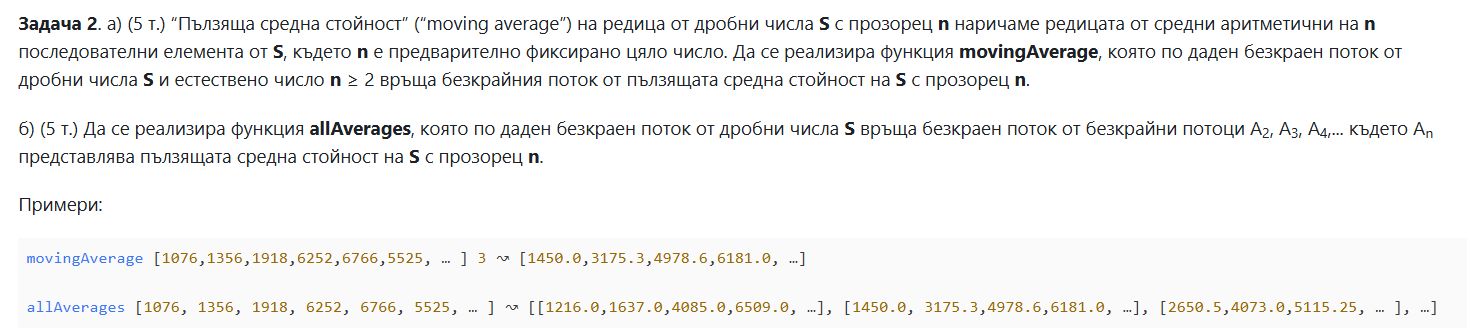 Задача 2. а) (5 т.) “Пълзяща средна стойност” (“moving average”) на редица от дробни числа S с прозорец n наричаме редицата от средни аритметични на n
последователни елемента от S, където n е предварително фиксирано цяло число. Да се реализира функция movingAverage, която по даден безкраен поток от
дробни числа S и естествено число n ≥ 2 връща безкрайния поток от пълзящата средна стойност на S с прозорец n.
б) (5 т.) Да се реализира функция allAverages, която по даден безкраен поток от дробни числа S връща безкраен поток от безкрайни потоци A₂, A₃, A₄,... където Aₙ
представлява пълзящата средна стойност на S с прозорец n.
Примери:
movingAverage [1076,1356,1918,6252,6766,5525, … ] 3 ⤳ [1450.0,3175.3,4978.6,6181.0, …]
allAverages [1076, 1356, 1918, 6252, 6766, 5525, … ] ⤳ [[1216.0,1637.0,4085.0,6509.0, …], [1450.0, 3175.3,4978.6,6181.0, …], [2650.5,4073.0,5115.25, … ], …]